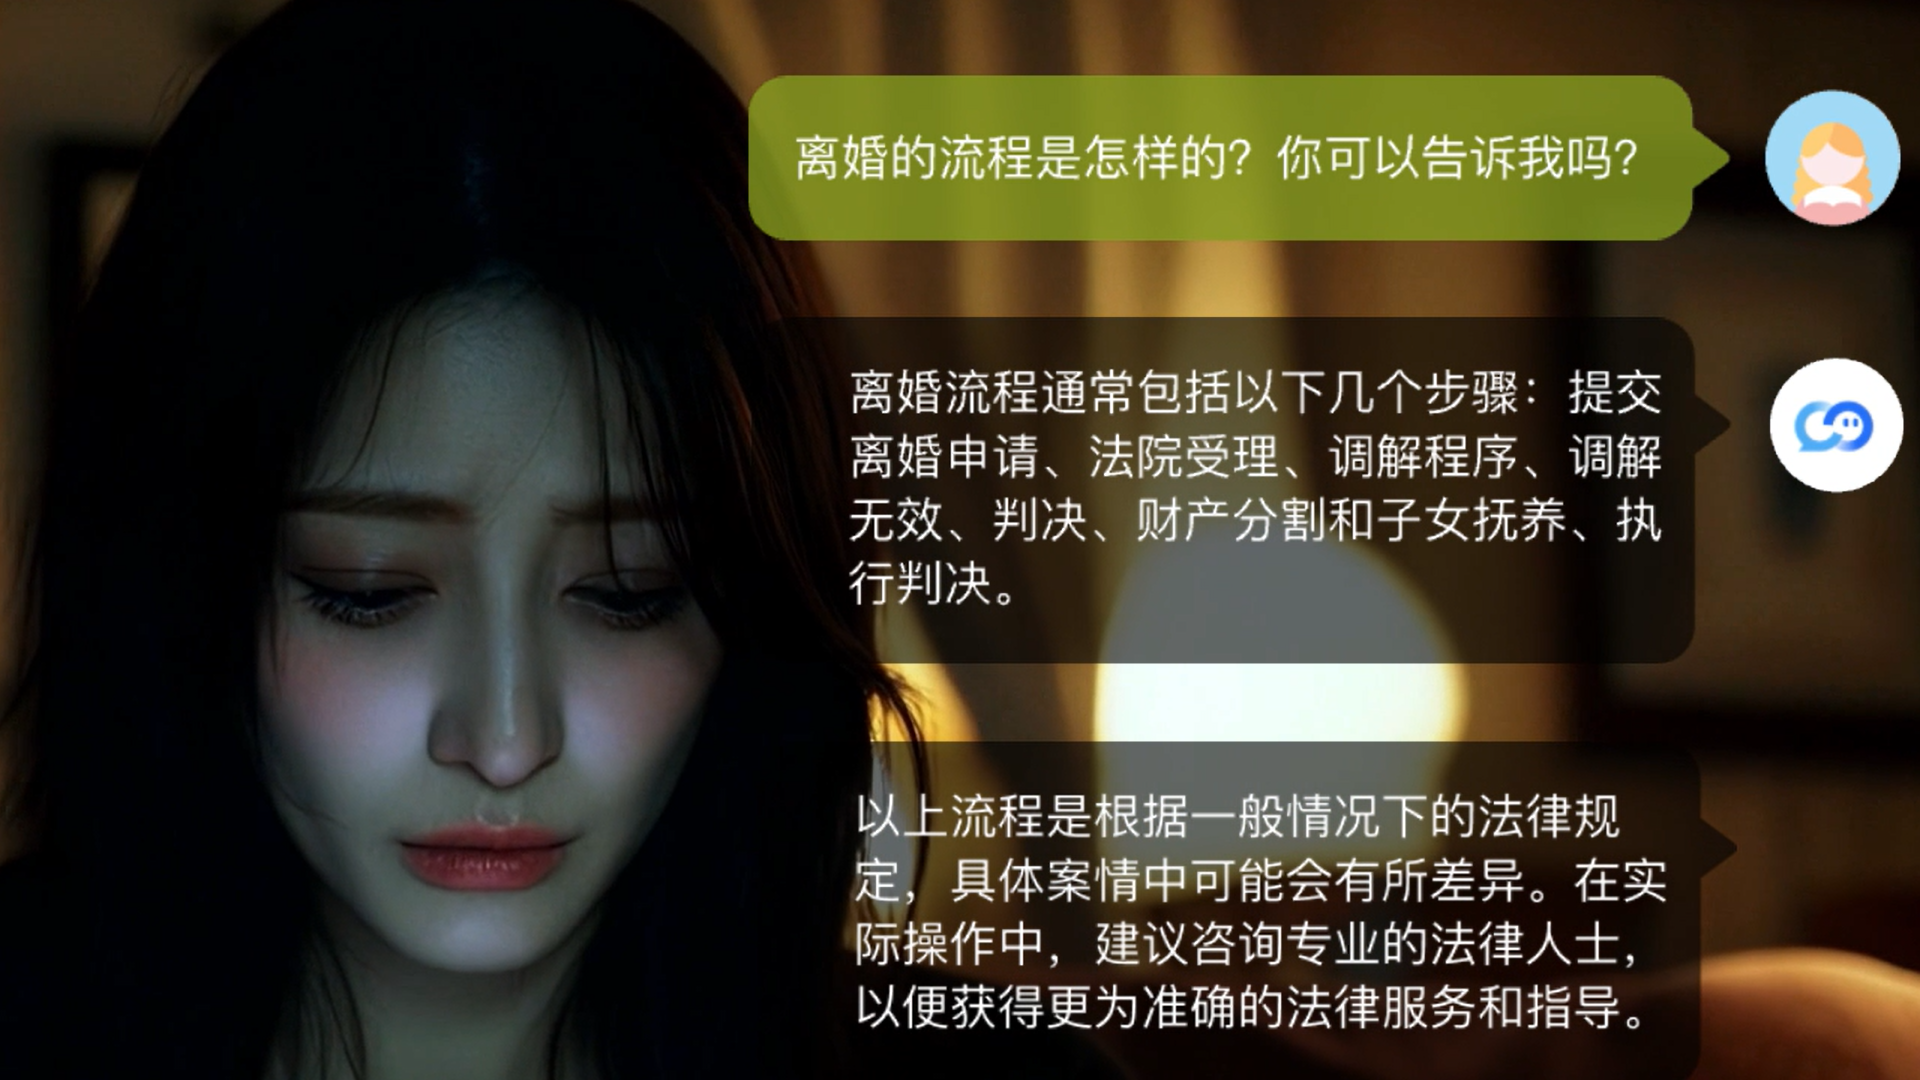 离婚的流程是怎样的？你可以告诉我吗？
离婚流程通常包括以下几个步骤：提交
离婚申请、法院受理、调解程序、调解
无效、判决、财产分割和子女抚养、执
行判决。
以上流程是根据一般情况下的法律规
定，具体案情中可能会有所差异。在实
际操作中，建议咨询专业的法律人士，
以便获得更为准确的法律服务和指导。